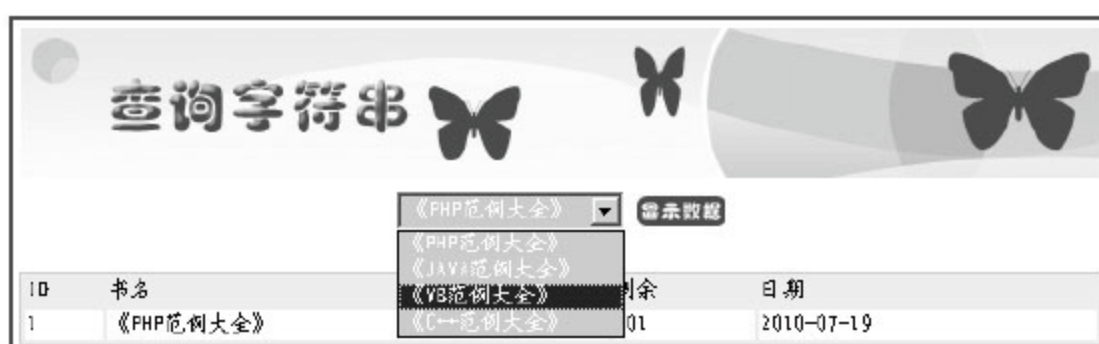 查询字符串
《PHP范例大全》 显示数据
《PHP范例大全》
《JAVA范例大全》
《VB范例大全》
《C++范例大全》
ID 书名 余 日期
1 《PHP范例大全》 01 2010-07-19